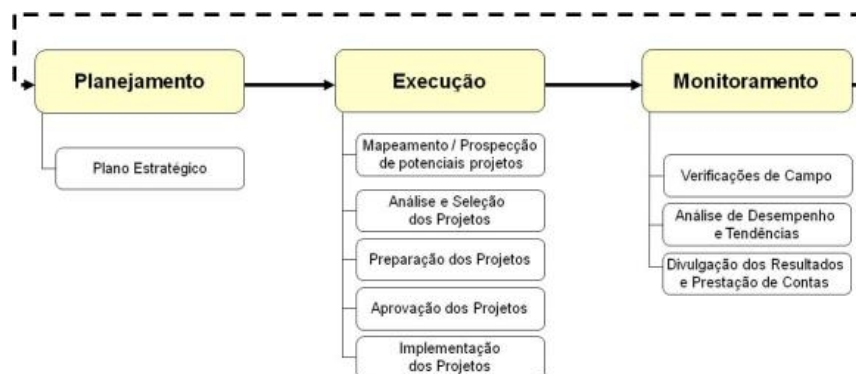 Planejamento
Plano Estratégico
Execução
Mapeamento / Prospecção
de potenciais projetos
Análise e Seleção
dos Projetos
Preparação dos Projetos
Aprovação dos Projetos
Implementação
dos Projetos
Monitoramento
Verificações de Campo
Análise de Desempenho
e Tendências
Divulgação dos Resultados
e Prestação de Contas